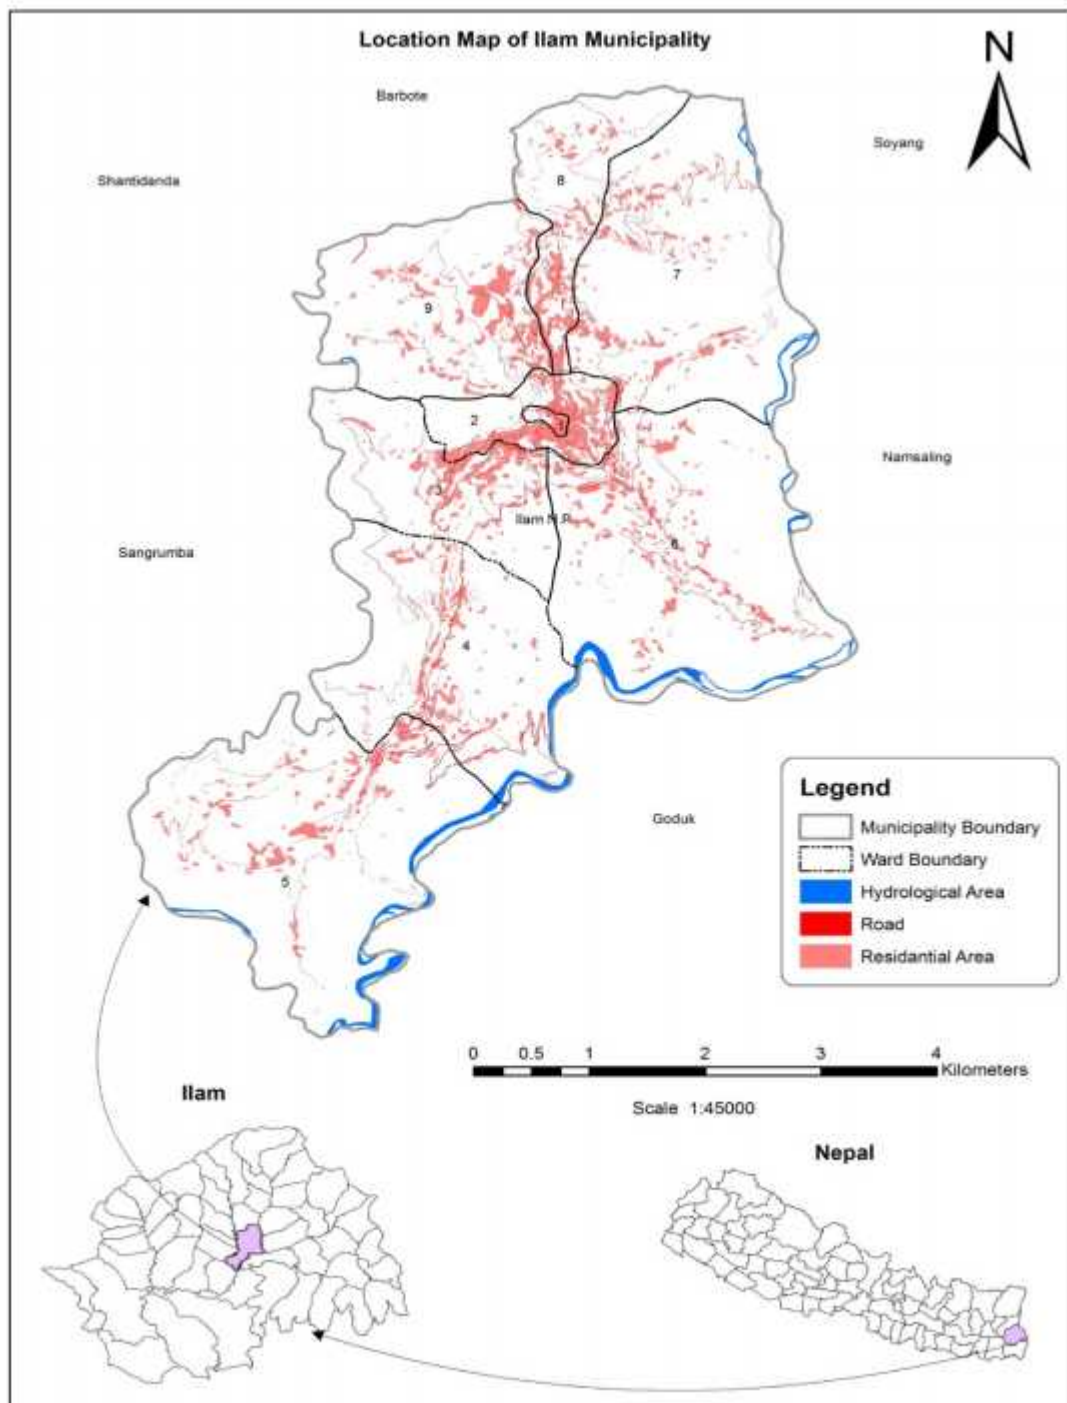 Location Map of Ilam Municipality
N
Barbote
Soyang
Shantidanda
8
7
9
2
1
3
Namsaling
Ilam N.P.
Sangrumba
6
4
Goduk
5
Legend
Municipality Boundary
Ward Boundary
Hydrological Area
Road
Residantial Area
0 0.5 1 2 3 4
Kilometers
Scale 1:45000
Ilam
Nepal